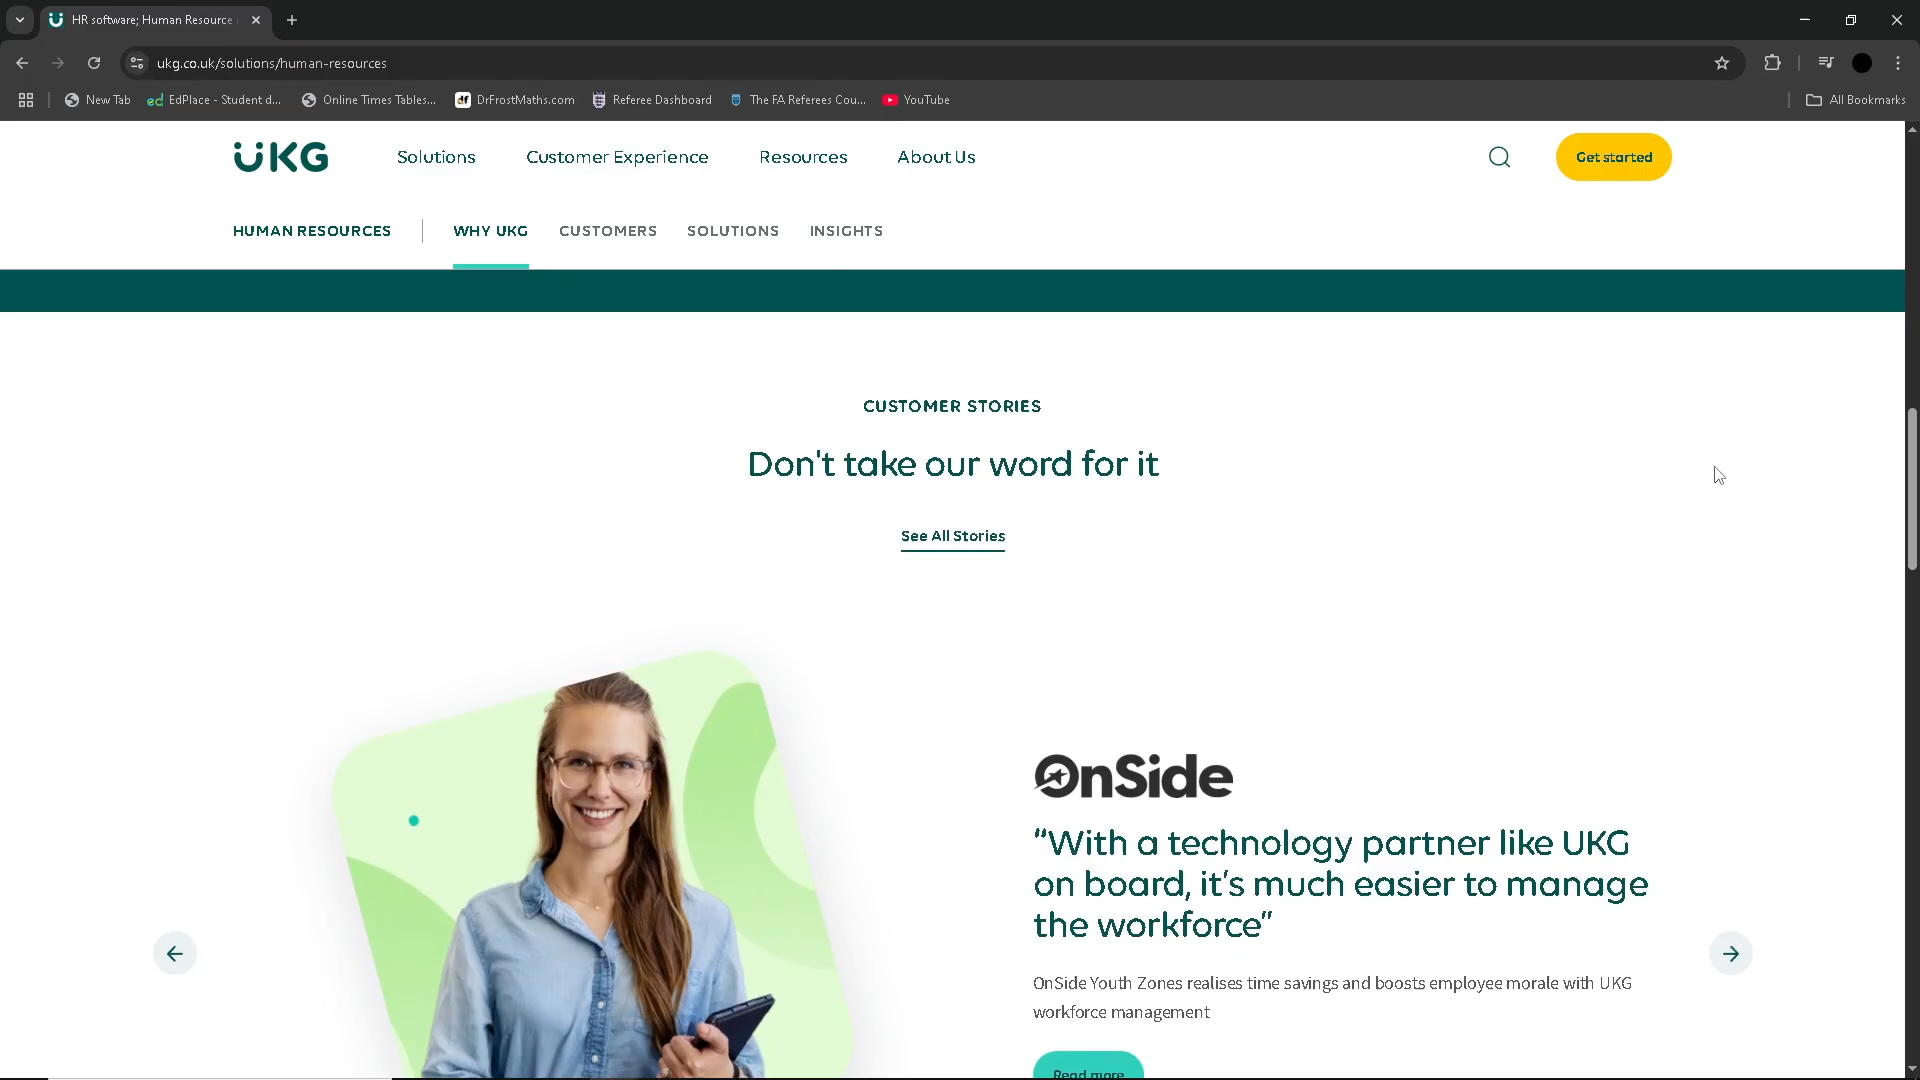 HR software; Human Resource
ukg.co.uk/solutions/human-resources
New Tab
EdPlace - Student d...
Online Times Tables...
DrFrostMaths.com
Referee Dashboard
The FA Referees Cou...
YouTube
All Bookmarks
UKG
Solutions
Customer Experience
Resources
About Us
Get started
HUMAN RESOURCES
WHY UKG
CUSTOMERS
SOLUTIONS
INSIGHTS
CUSTOMER STORIES
Don't take our word for it
See All Stories
OnSide
“With a technology partner like UKG
on board, it’s much easier to manage
the workforce”
OnSide Youth Zones realises time savings and boosts employee morale with UKG
workforce management
Read more